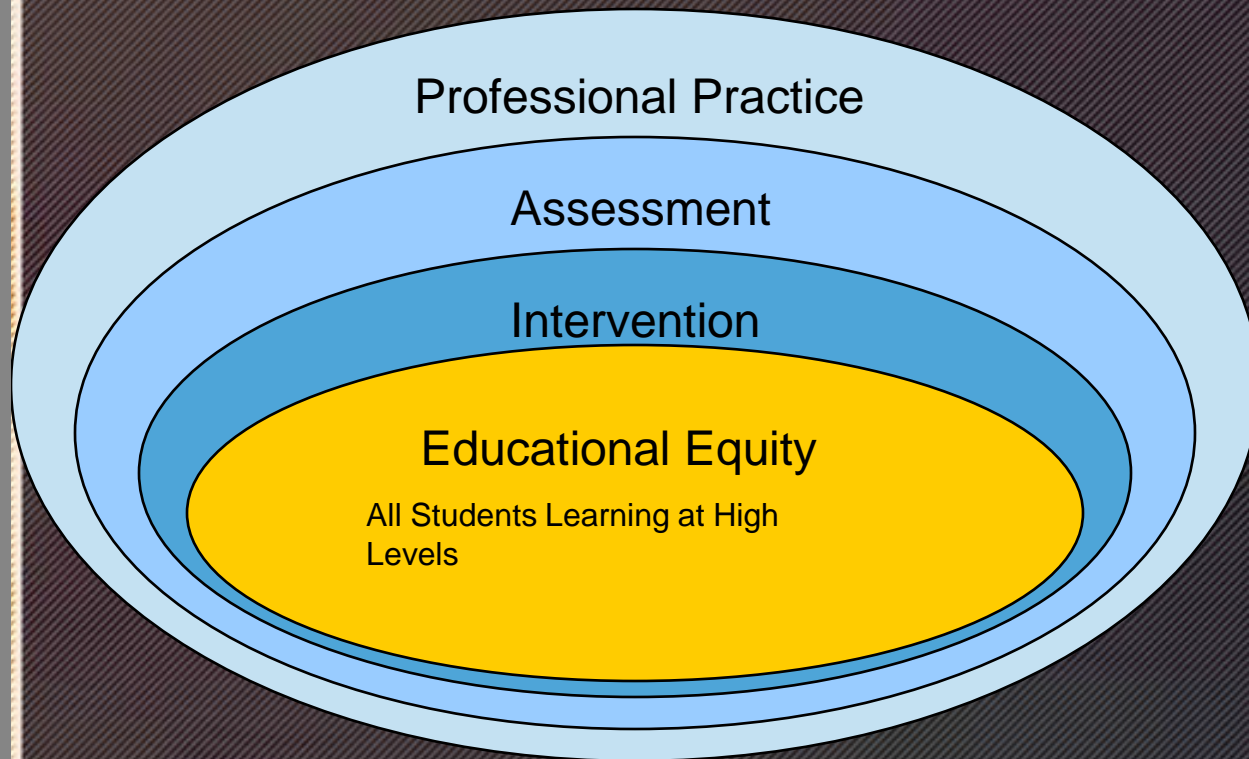 Professional Practice
Assessment
Intervention
Educational Equity
All Students Learning at High
Levels